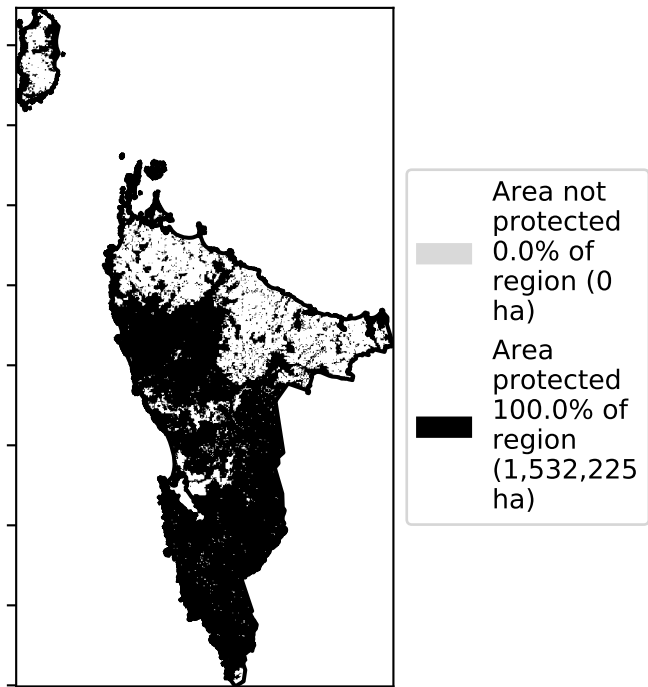 Area not
protected
0.0% of
region (0
ha)
Area
protected
100.0% of
region
(1,532,225
ha)